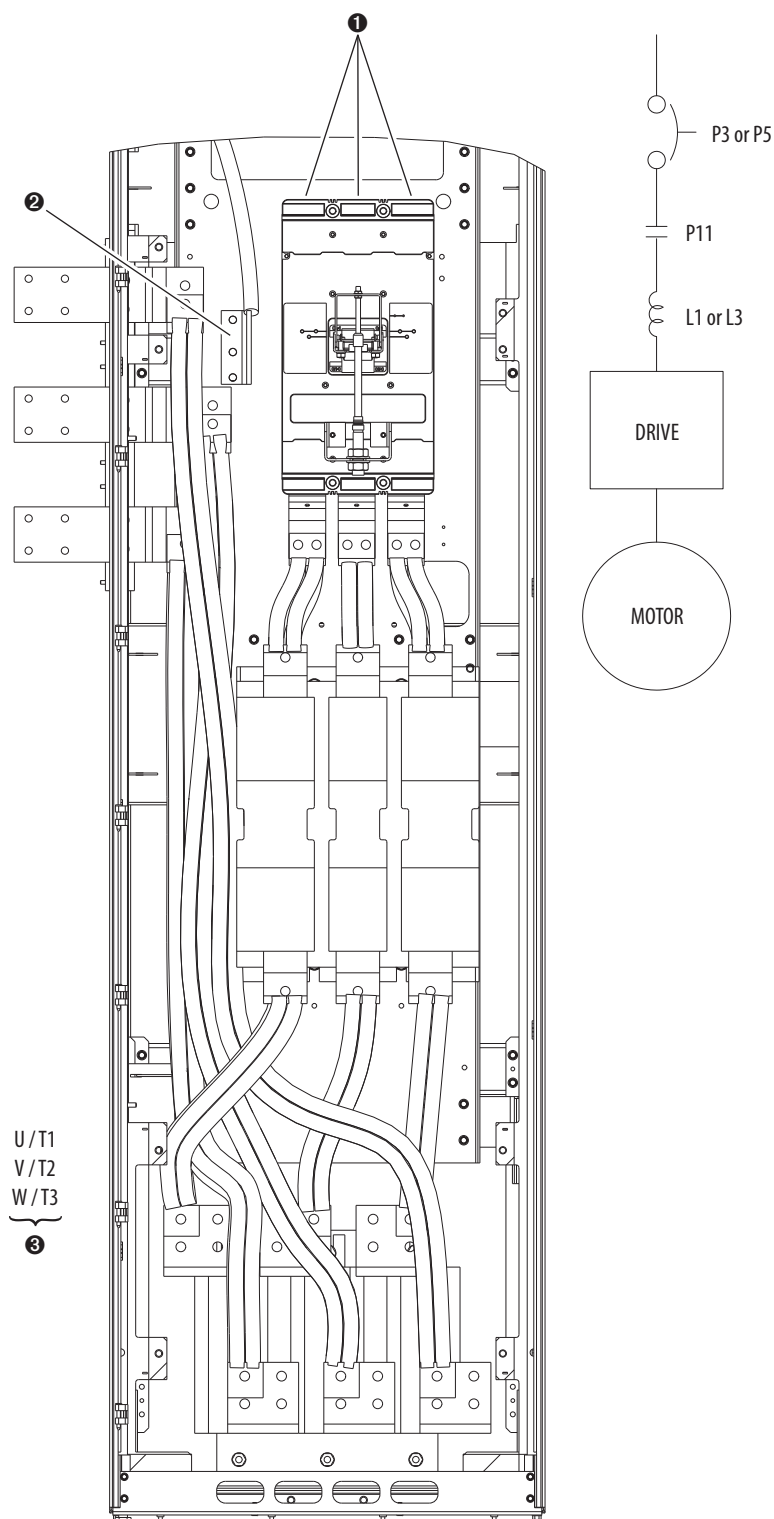 ❶
❷
P3 or P5
P11
L1 or L3
DRIVE
MOTOR
U / T1
V / T2
W / T3
❸